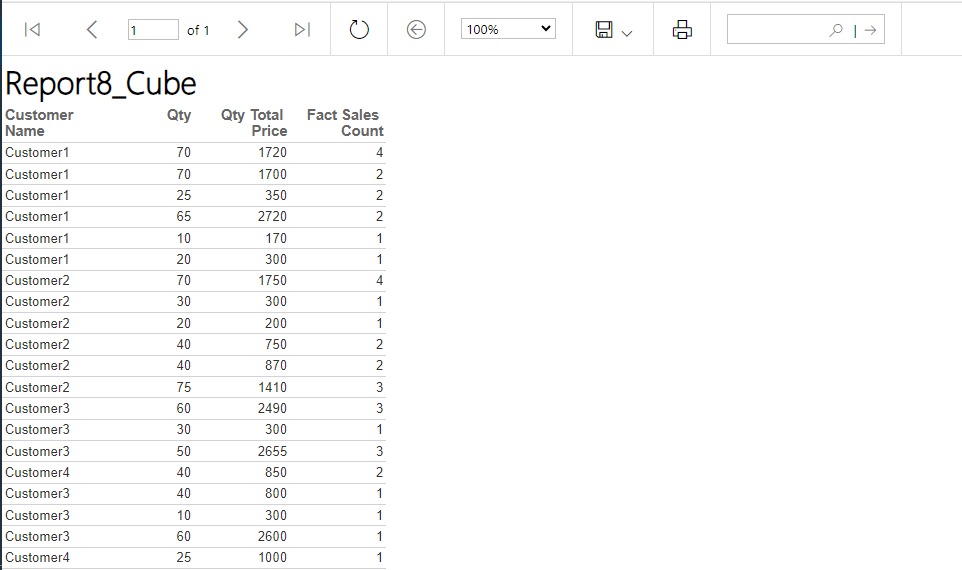 1 of 1 100% | 
Report8_Cube
Customer Qty Qty Total Fact Sales
Name Price Count
Customer1 70 1720 4
Customer1 70 1700 2
Customer1 25 350 2
Customer1 65 2720 2
Customer1 10 170 1
Customer1 20 300 1
Customer2 70 1750 4
Customer2 30 300 1
Customer2 20 200 1
Customer2 40 750 2
Customer2 40 870 2
Customer2 75 1410 3
Customer3 60 2490 3
Customer3 30 300 1
Customer3 50 2655 3
Customer4 40 850 2
Customer3 40 800 1
Customer3 10 300 1
Customer3 60 2600 1
Customer4 25 1000 1